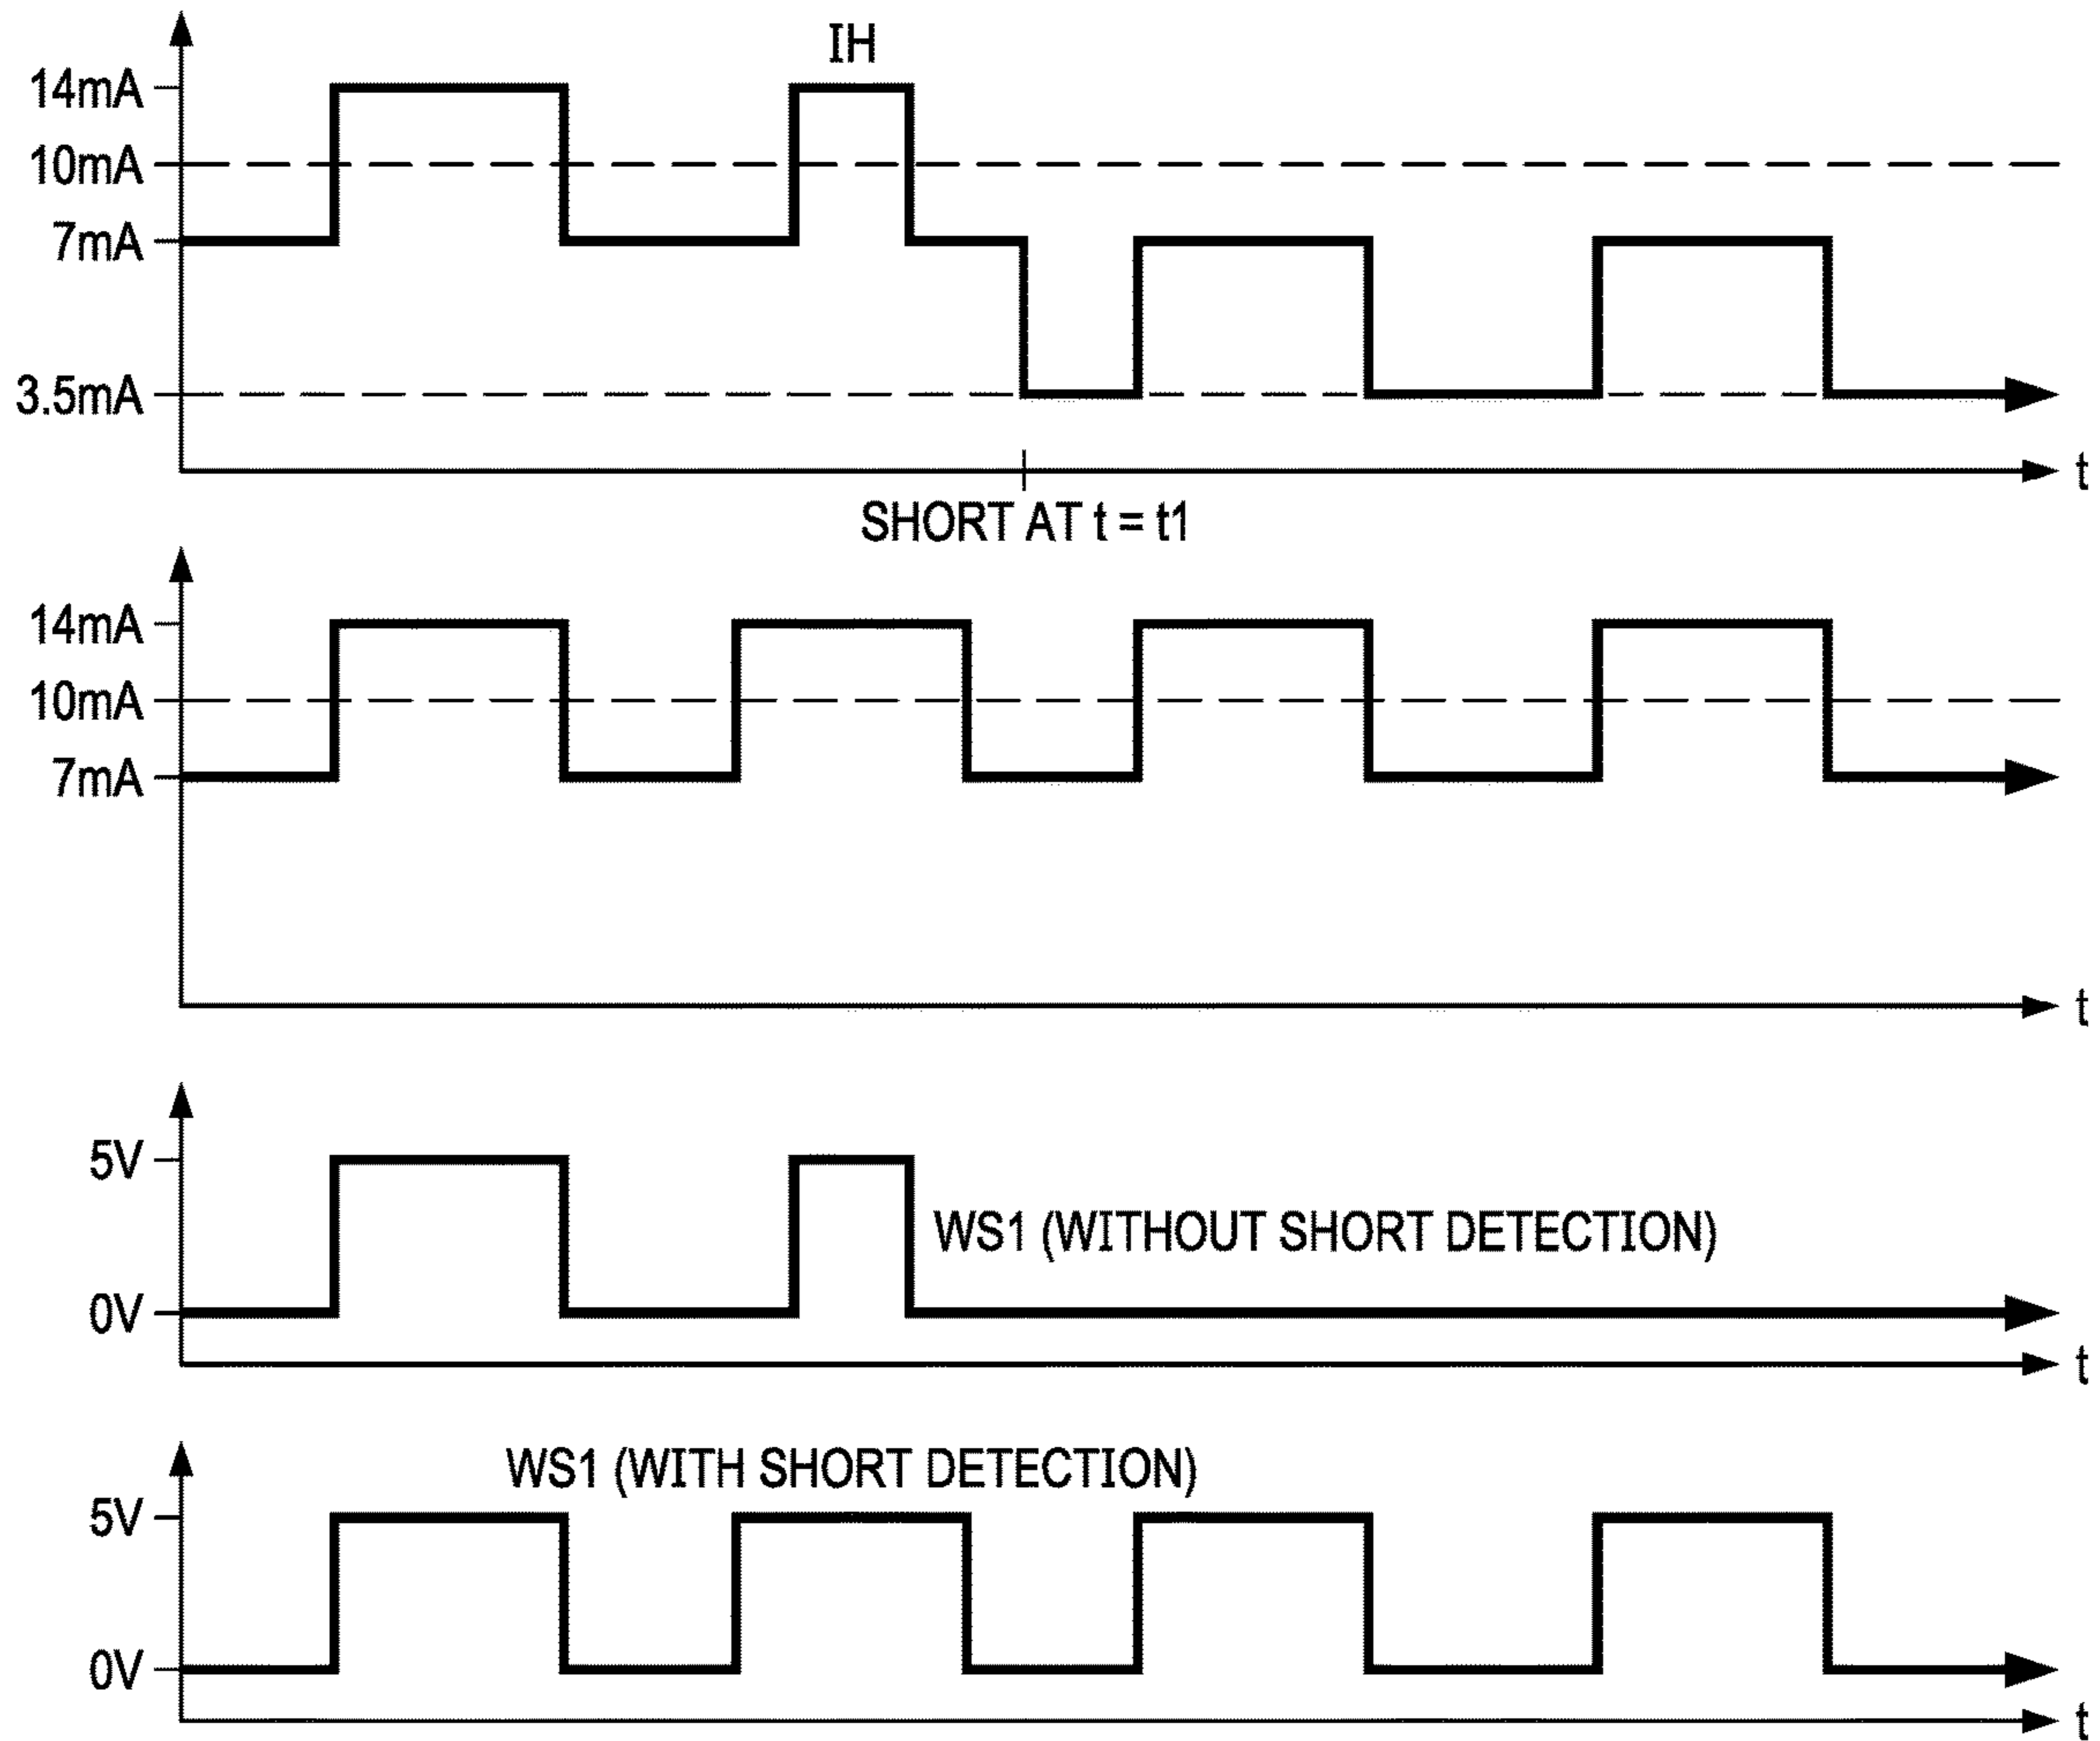 IH
14mA
10mA
7mA
3.5mA
t
SHORT AT t = t1
14mA
10mA
7mA
t
5V
WS1 (WITHOUT SHORT DETECTION)
0V
t
WS1 (WITH SHORT DETECTION)
5V
0V
t